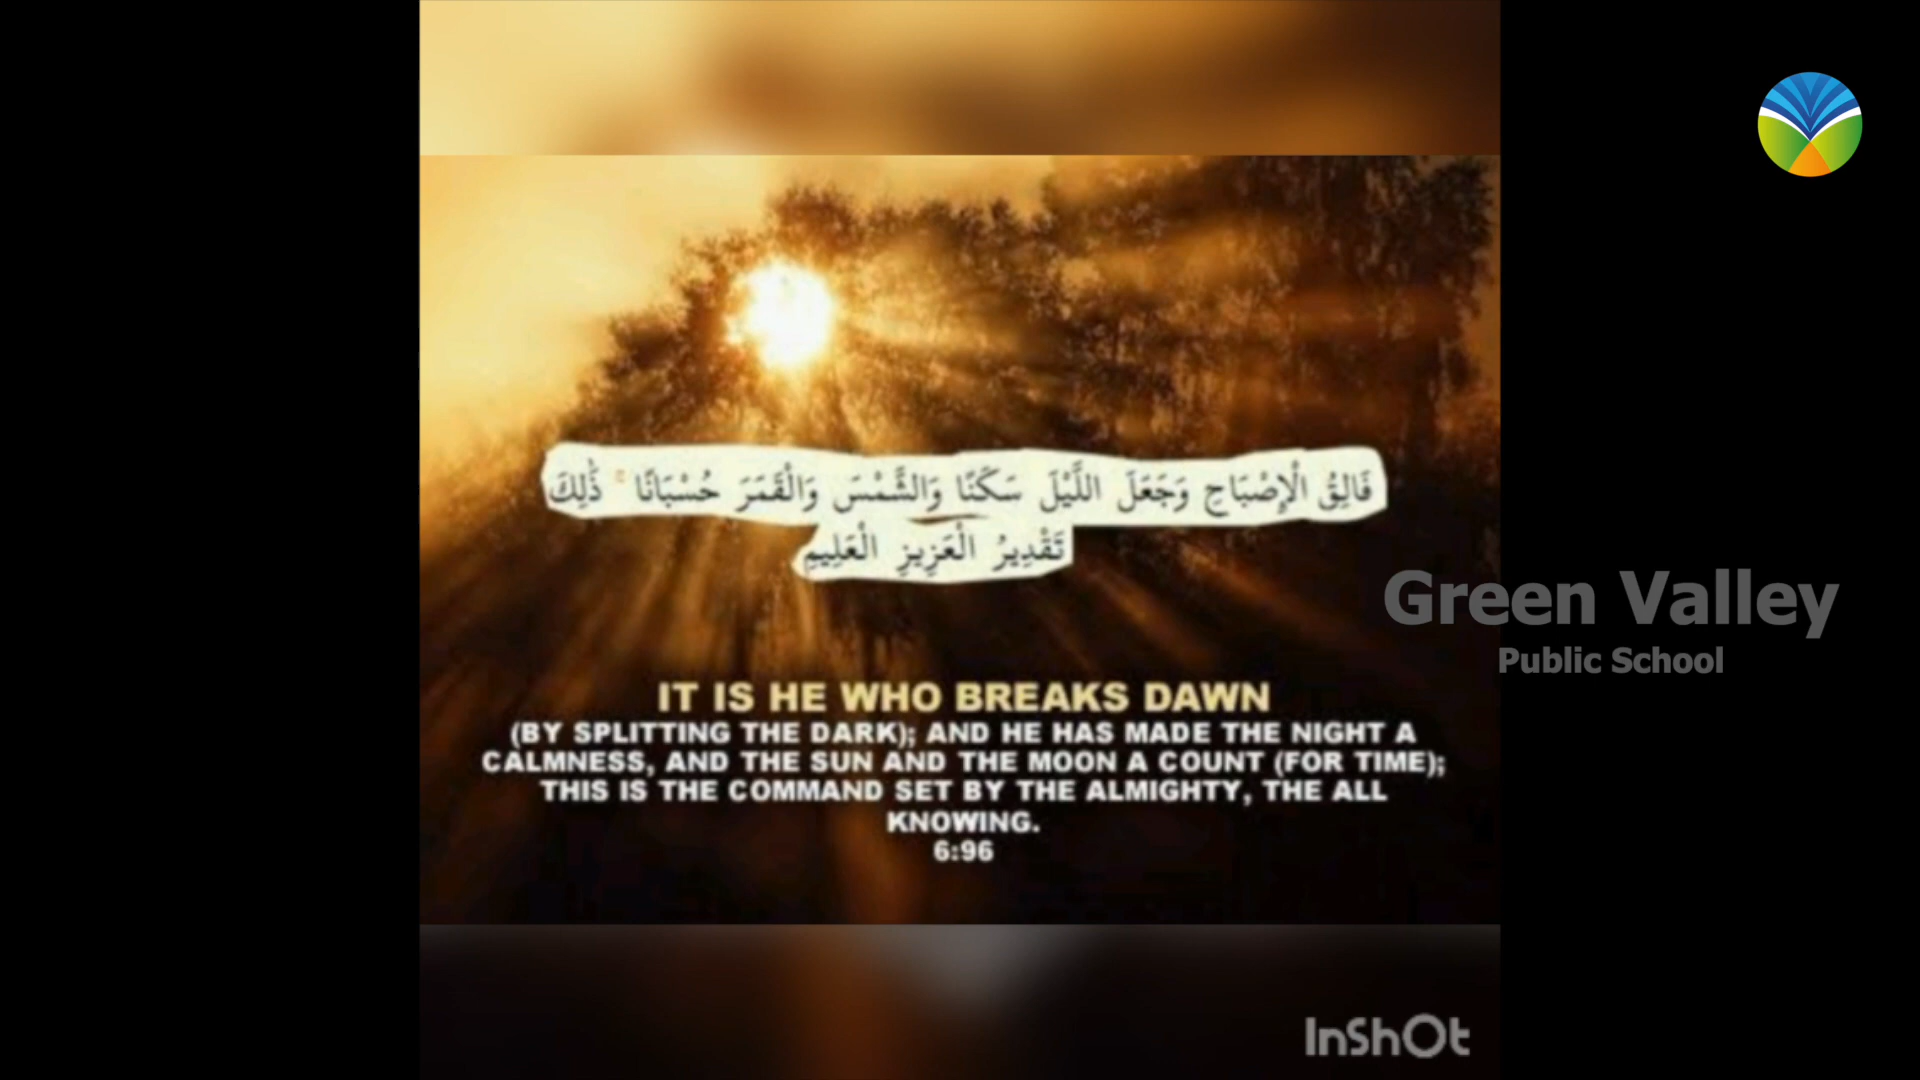 فَالِقُ الْإِصْبَاحِ وَجَعَلَ اللَّيْلَ سَكَنًا وَالشَّمْسَ وَالْقَمَرَ حُسْبَانًا ۚ ذَٰلِكَ
تَقْدِيرُ الْعَزِيزِ الْعَلِيمِ
Green Valley
Public School
IT IS HE WHO BREAKS DAWN
(BY SPLITTING THE DARK); AND HE HAS MADE THE NIGHT A
CALMNESS, AND THE SUN AND THE MOON A COUNT (FOR TIME);
THIS IS THE COMMAND SET BY THE ALMIGHTY, THE ALL
KNOWING.
6:96
InShOt